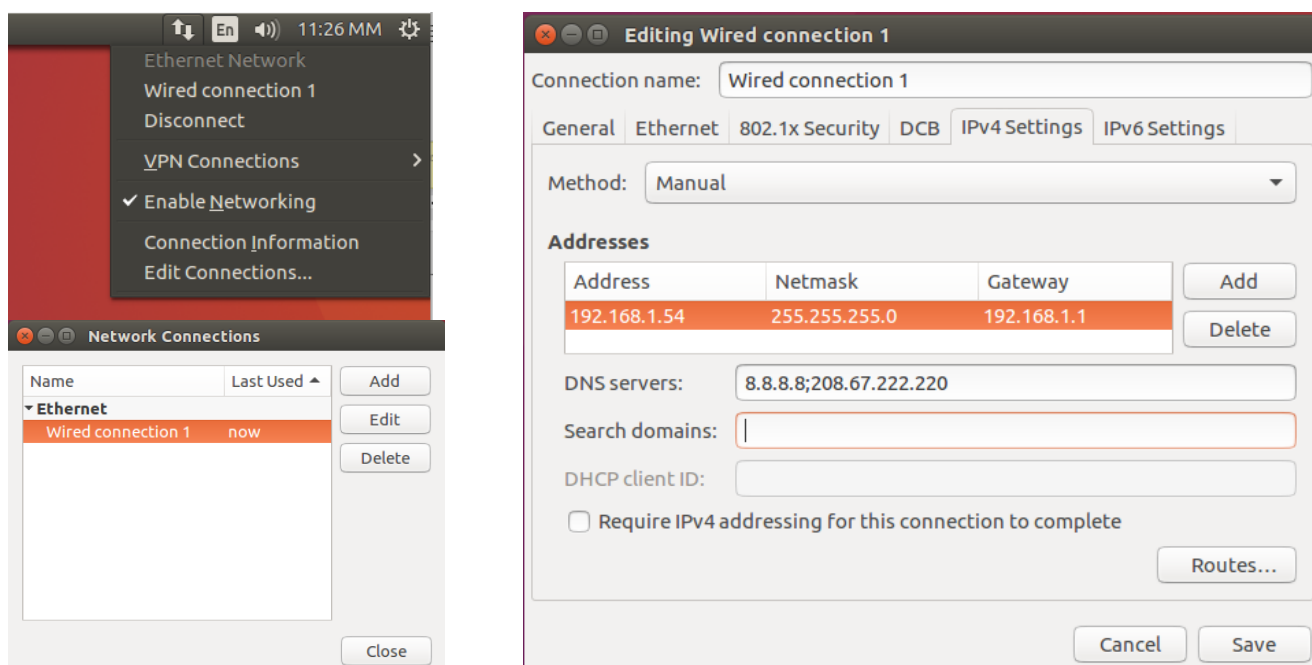 En 11:26 MM
Ethernet Network
Wired connection 1
Disconnect
VPN Connections
Enable Networking
Connection Information
Edit Connections...
Network Connections
Name Last Used Add
Ethernet Edit
Wired connection 1 now
Delete
Close
Editing Wired connection 1
Connection name: Wired connection 1
General Ethernet 802.1x Security DCB IPv4 Settings IPv6 Settings
Method: Manual
Addresses
Address Netmask Gateway Add
192.168.1.54 255.255.255.0 192.168.1.1
Delete
DNS servers: 8.8.8.8;208.67.222.220
Search domains:
DHCP client ID:
Require IPv4 addressing for this connection to complete
Routes...
Cancel Save